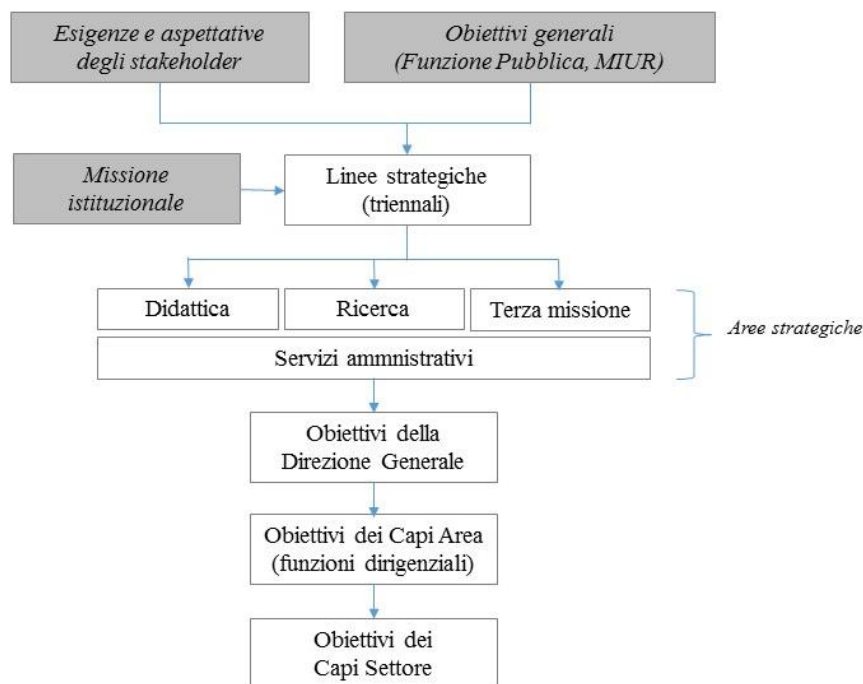 Esigenze e aspettative
degli stakeholder
Obiettivi generali
(Funzione Pubblica, MIUR)
Missione
istituzionale
Linee strategiche
(triennali)
Didattica
Ricerca
Terza missione
Aree strategiche
Servizi ammnistrativi
Obiettivi della
Direzione Generale
Obiettivi dei Capi Area
(funzioni dirigenziali)
Obiettivi dei
Capi Settore